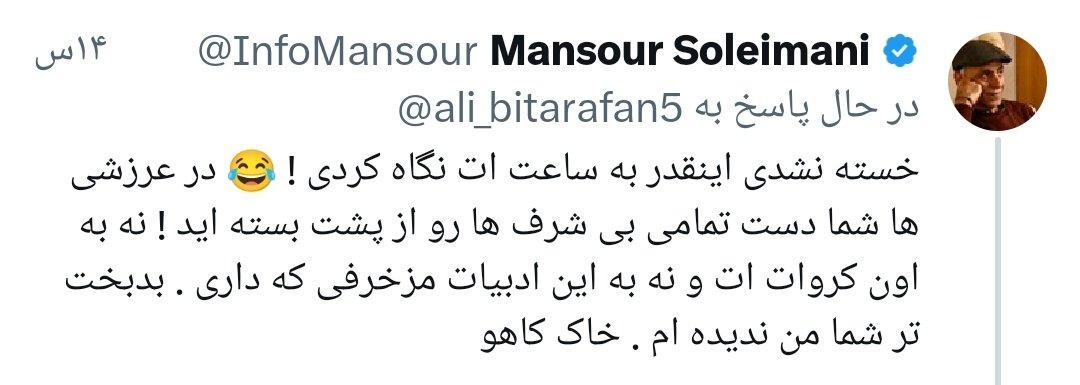 Mansour Soleimani @InfoMansour ۱۴س
در حال پاسخ به @ali_bitarafan5
خسته نشدی اینقدر به ساعت ات نگاه کردی ! 😂 در عرزشی
ها شما دست تمامی بی شرف ها رو از پشت بسته اید ! نه به
اون کروات ات و نه به این ادبیات مزخرفی که داری . بدبخت
تر شما من ندیده ام . خاک کاهو